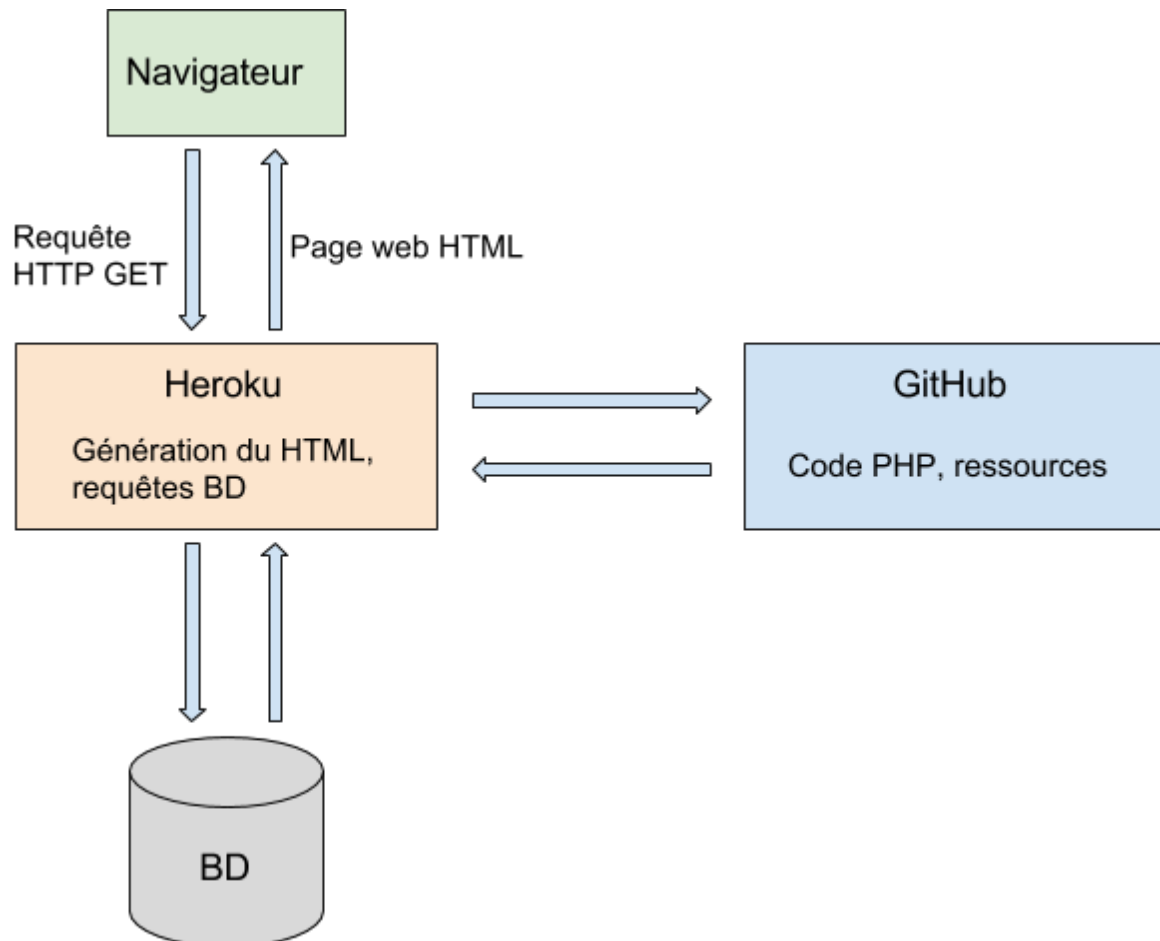 Navigateur
Requête
HTTP GET
Page web HTML
Heroku
Génération du HTML,
requêtes BD
GitHub
Code PHP, ressources
BD